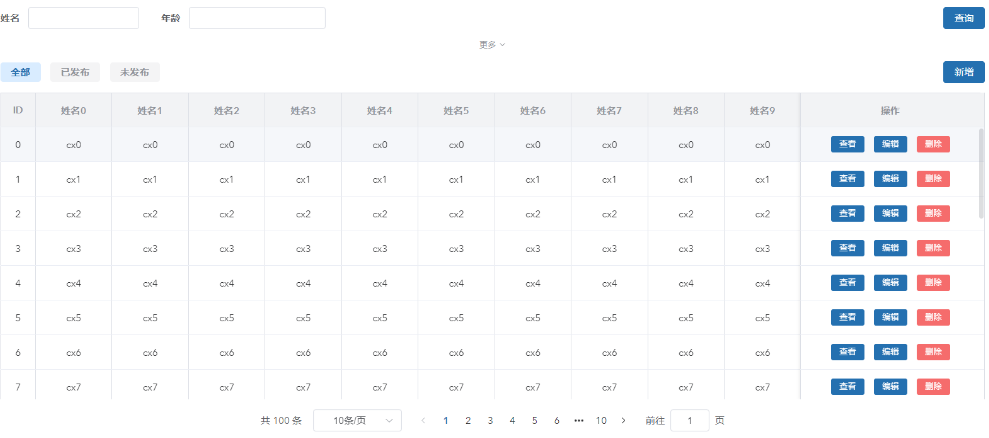 姓名 年龄 查询
更多
全部 已发布 未发布 新增
ID 姓名0 姓名1 姓名2 姓名3 姓名4 姓名5 姓名6 姓名7 姓名8 姓名9 操作
0 cx0 cx0 cx0 cx0 cx0 cx0 cx0 cx0 cx0 cx0 查看 编辑 删除
1 cx1 cx1 cx1 cx1 cx1 cx1 cx1 cx1 cx1 cx1 查看 编辑 删除
2 cx2 cx2 cx2 cx2 cx2 cx2 cx2 cx2 cx2 cx2 查看 编辑 删除
3 cx3 cx3 cx3 cx3 cx3 cx3 cx3 cx3 cx3 cx3 查看 编辑 删除
4 cx4 cx4 cx4 cx4 cx4 cx4 cx4 cx4 cx4 cx4 查看 编辑 删除
5 cx5 cx5 cx5 cx5 cx5 cx5 cx5 cx5 cx5 cx5 查看 编辑 删除
6 cx6 cx6 cx6 cx6 cx6 cx6 cx6 cx6 cx6 cx6 查看 编辑 删除
7 cx7 cx7 cx7 cx7 cx7 cx7 cx7 cx7 cx7 cx7 查看 编辑 删除
共 100 条 10条/页 1 2 3 4 5 6 ••• 10 前往 1 页